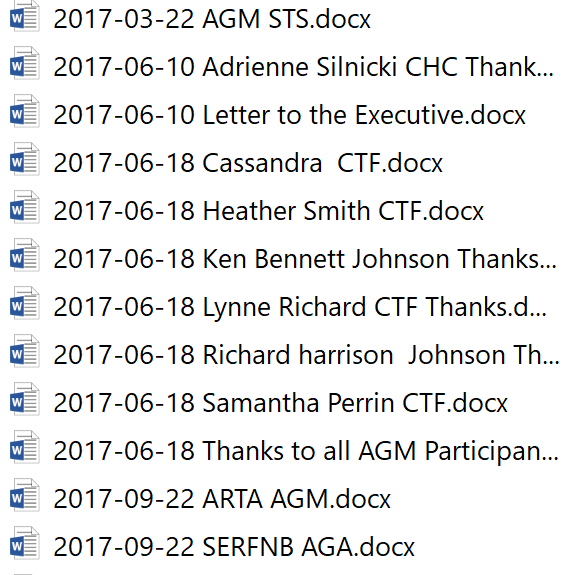 2017-03-22 AGM STS.docx
2017-06-10 Adrienne Silnicki CHC Thank...
2017-06-10 Letter to the Executive.docx
2017-06-18 Cassandra  CTF.docx
2017-06-18 Heather Smith CTF.docx
2017-06-18 Ken Bennett Johnson Thanks...
2017-06-18 Lynne Richard CTF Thanks.d...
2017-06-18 Richard harrison  Johnson Th...
2017-06-18 Samantha Perrin CTF.docx
2017-06-18 Thanks to all AGM Participan...
2017-09-22 ARTA AGM.docx
2017-09-22 SERFNB AGA.docx